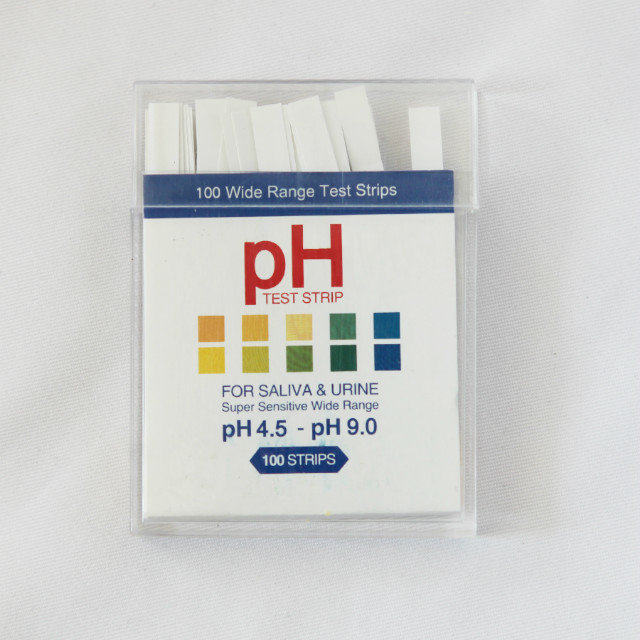 100 Wide Range Test Strips
pH
TEST STRIP
FOR SALIVA & URINE
Super Sensitive Wide Range
pH 4.5 - pH 9.0
100 STRIPS